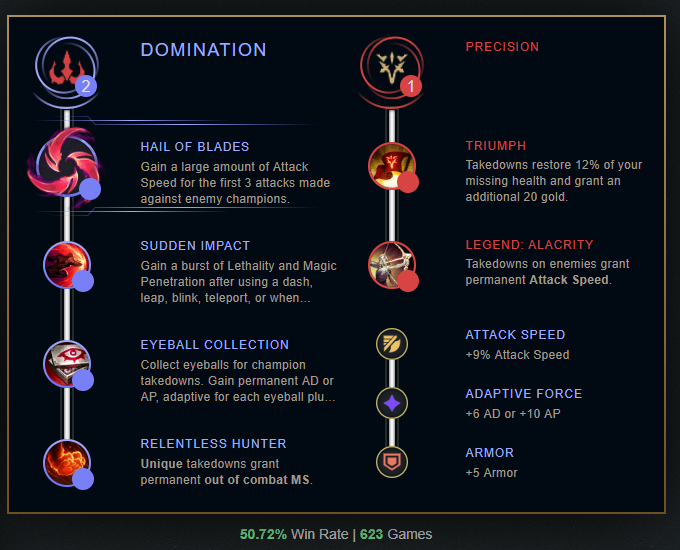 DOMINATION
2
HAIL OF BLADES
Gain a large amount of Attack
Speed for the first 3 attacks made
against enemy champions.
SUDDEN IMPACT
Gain a burst of Lethality and Magic
Penetration after using a dash,
leap, blink, teleport, or when...
EYEBALL COLLECTION
Collect eyeballs for champion
takedowns. Gain permanent AD or
AP, adaptive for each eyeball plu...
RELENTLESS HUNTER
Unique takedowns grant
permanent out of combat MS.
PRECISION
1
TRIUMPH
Takedowns restore 12% of your
missing health and grant an
additional 20 gold.
LEGEND: ALACRITY
Takedowns on enemies grant
permanent Attack Speed.
ATTACK SPEED
+9% Attack Speed
ADAPTIVE FORCE
+6 AD or +10 AP
ARMOR
+5 Armor
50.72% Win Rate | 623 Games